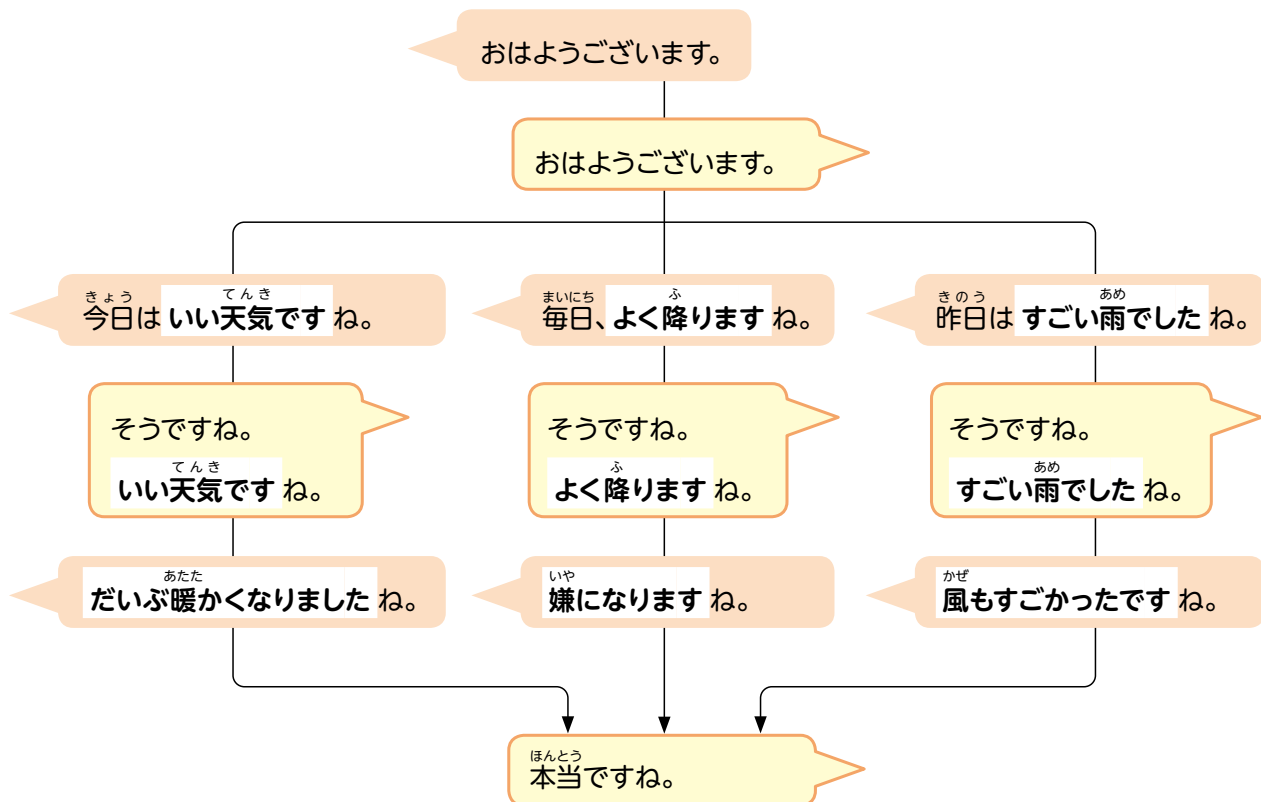 おはようございます。
おはようございます。
きょう てんき
今日は いい天気です ね。
まいにち ふ
毎日、よく降ります ね。
きのう あめ
昨日は すごい雨でした ね。
そうですね。
てんき
いい天気です ね。
そうですね。
ふ
よく降ります ね。
そうですね。
あめ
すごい雨でした ね。
あたた
だいぶ暖かくなりました ね。
いや
嫌になります ね。
かぜ
風もすごかったです ね。
ほんとう
本当ですね。